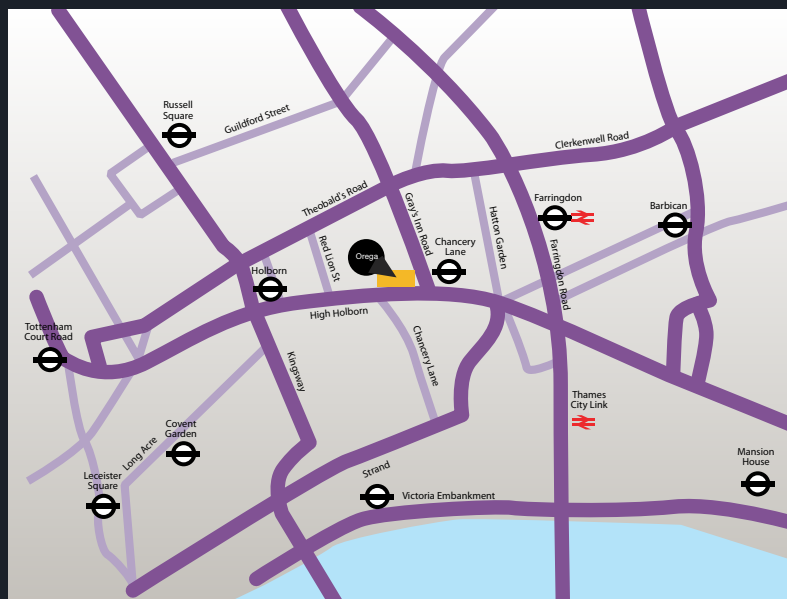 Russell
Square
Guildford Street
Clerkenwell Road
Theobald's Road
Gray's Inn Road
Hatton Garden
Farringdon
Barbican
Red Lion St
Orega
Chancery
Lane
Farringdon Road
Holborn
High Holborn
Tottenham
Court Road
Kingsway
Chancery Lane
Thames
City Link
Covent
Garden
Long Acre
Leceister
Square
Strand
Victoria Embankment
Mansion
House